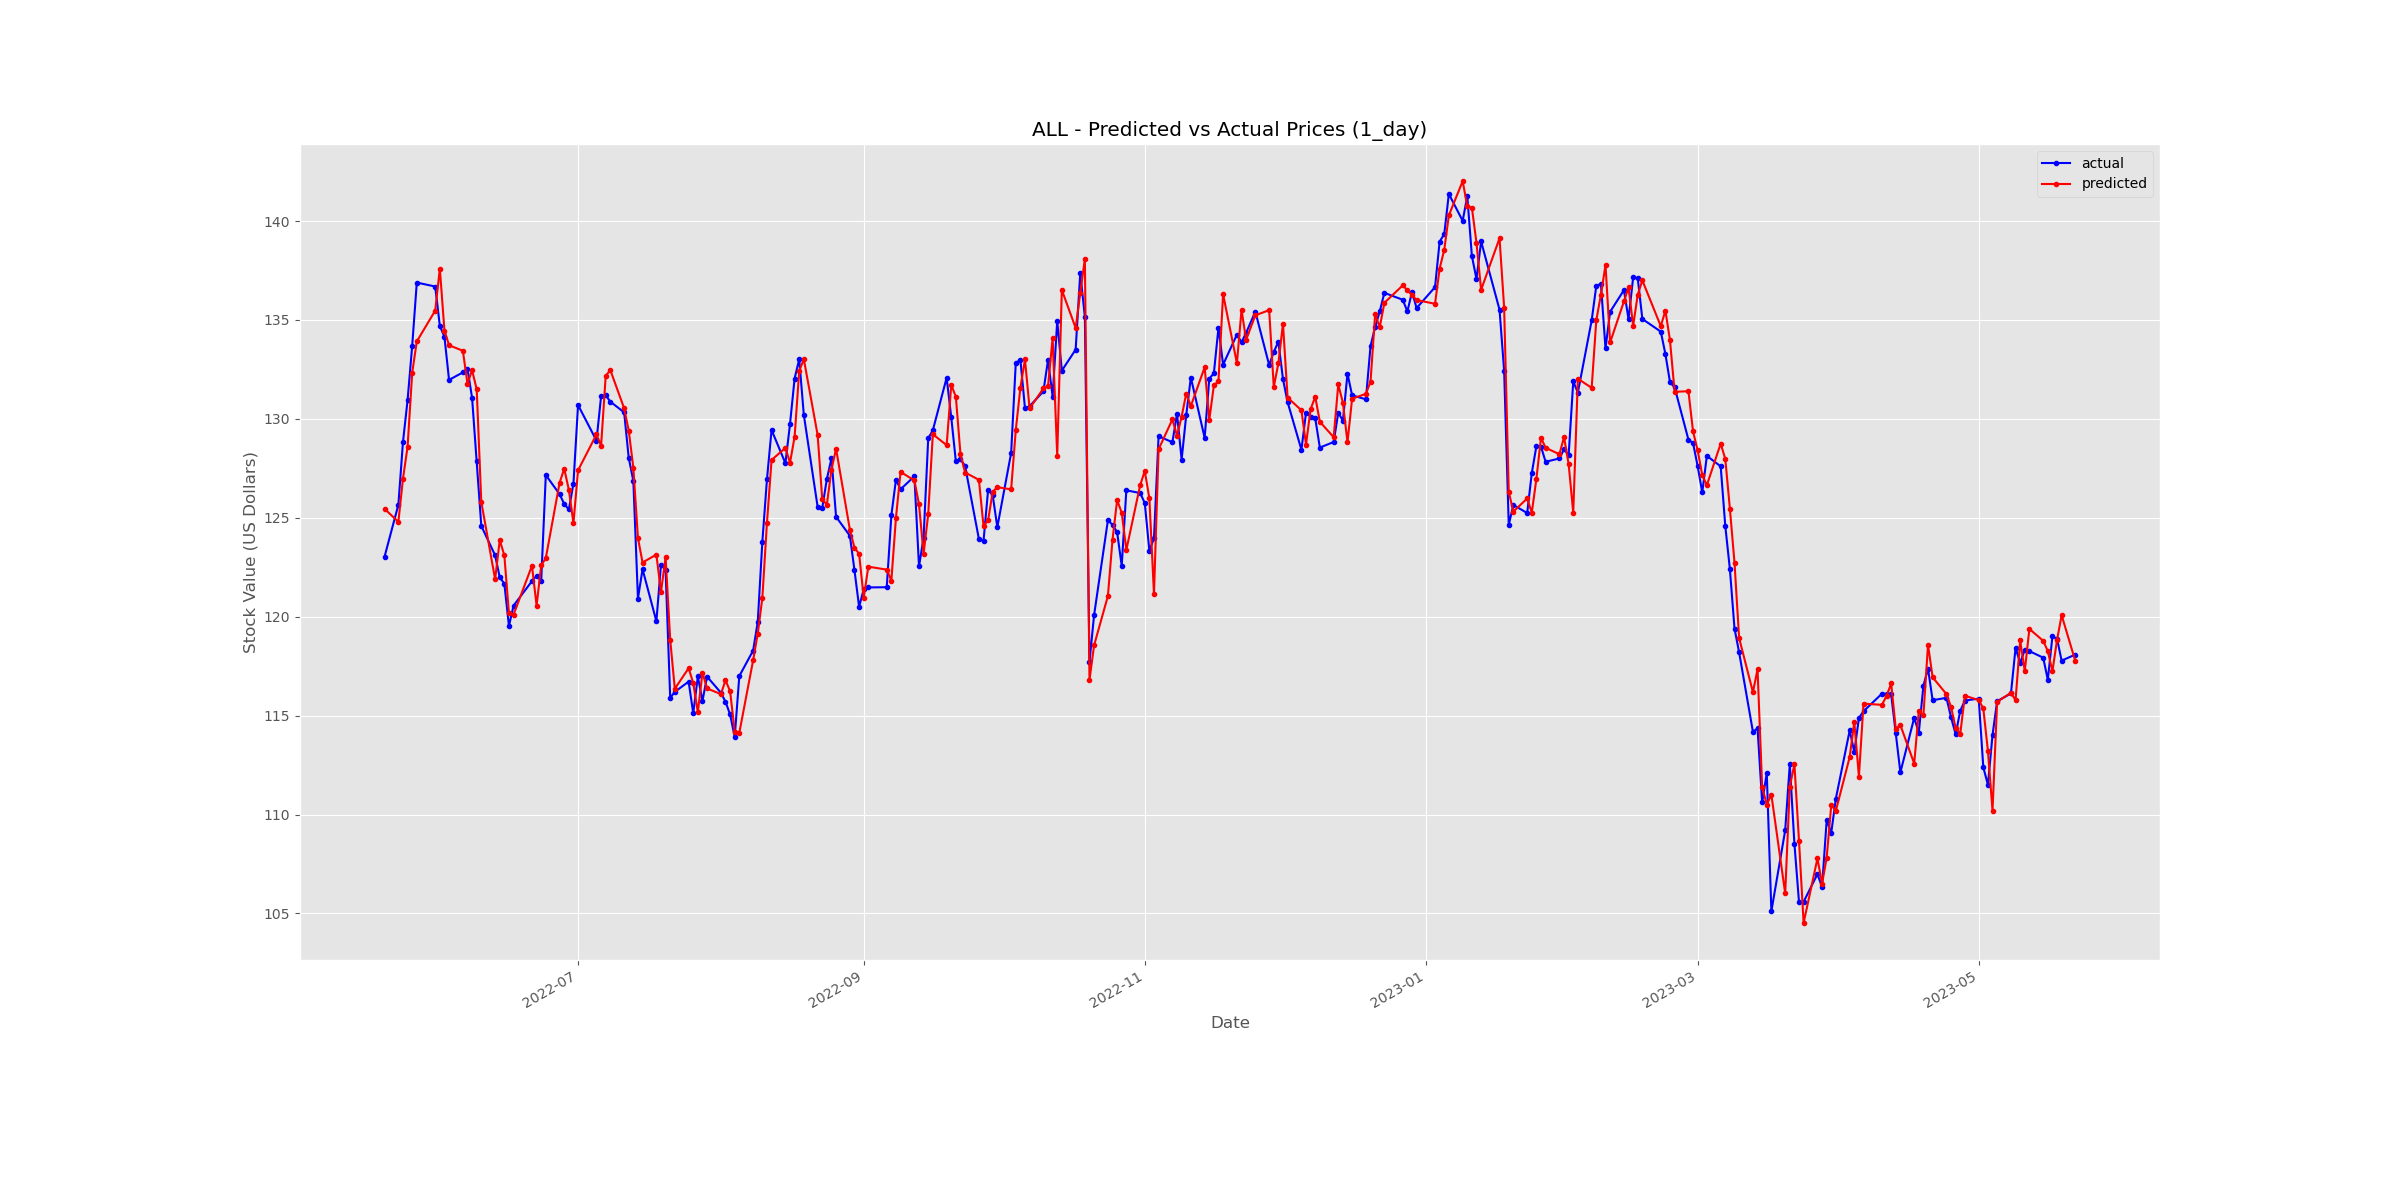 ALL - Predicted vs Actual Prices (1_day)
actual
predicted
Stock Value (US Dollars)
140
135
130
125
120
115
110
105
2022-07
2022-09
2022-11
2023-01
2023-03
2023-05
Date